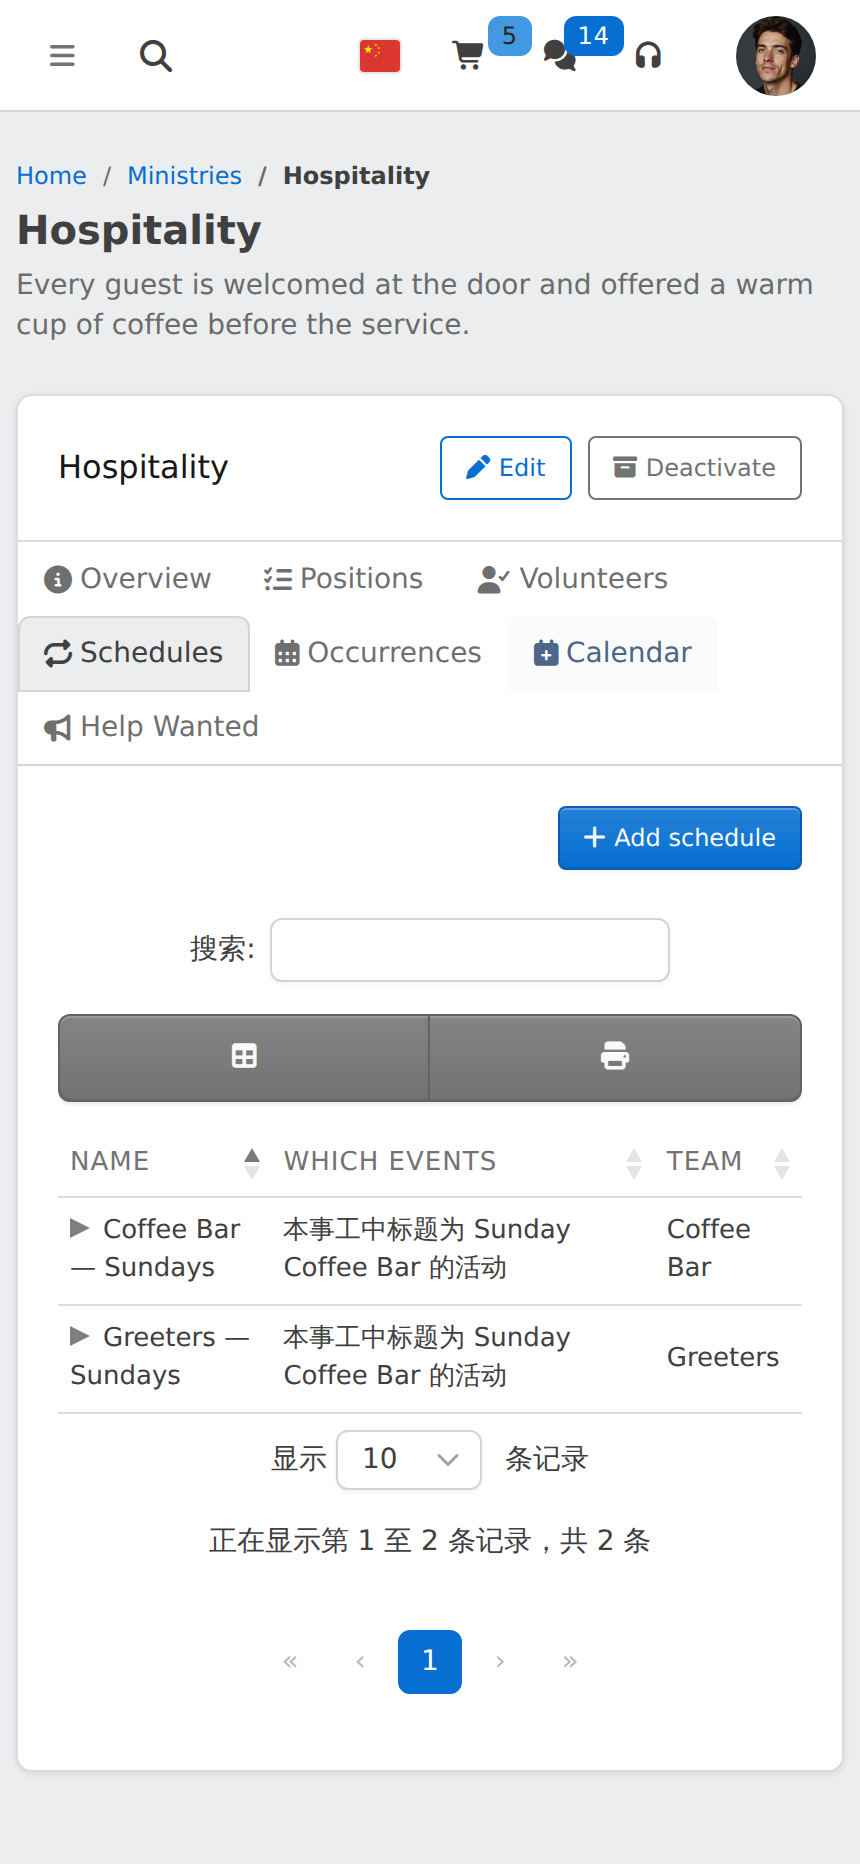 5
14
Home / Ministries / Hospitality
Hospitality
Every guest is welcomed at the door and offered a warm
cup of coffee before the service.
Hospitality
Edit
Deactivate
Overview
Positions
Volunteers
Schedules
Occurrences
Calendar
Help Wanted
Add schedule
搜索:
NAME
WHICH EVENTS
TEAM
Coffee Bar
— Sundays
本事工中标题为 Sunday
Coffee Bar 的活动
Coffee
Bar
Greeters —
Sundays
本事工中标题为 Sunday
Coffee Bar 的活动
Greeters
显示 10 条记录
正在显示第 1 至 2 条记录，共 2 条
« ‹ 1 › »